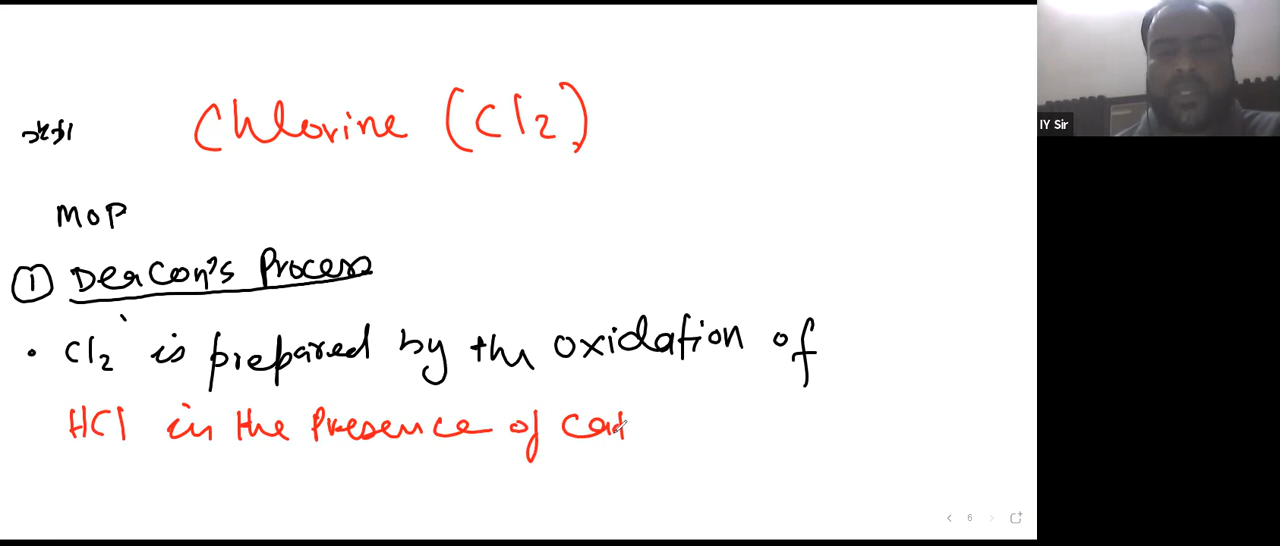 Chlorine (Cl2)
IY Sir
MOP
① Deacon's Process
• Cl2 is prepared by the oxidation of
HCl in the Presence of cat
6